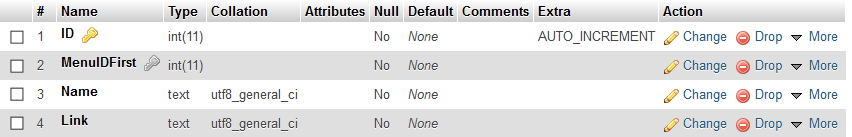 # Name Type Collation Attributes Null Default Comments Extra Action
1 ID int(11) No None AUTO_INCREMENT Change Drop More
2 MenuIDFirst int(11) No None Change Drop More
3 Name text utf8_general_ci No None Change Drop More
4 Link text utf8_general_ci No None Change Drop More